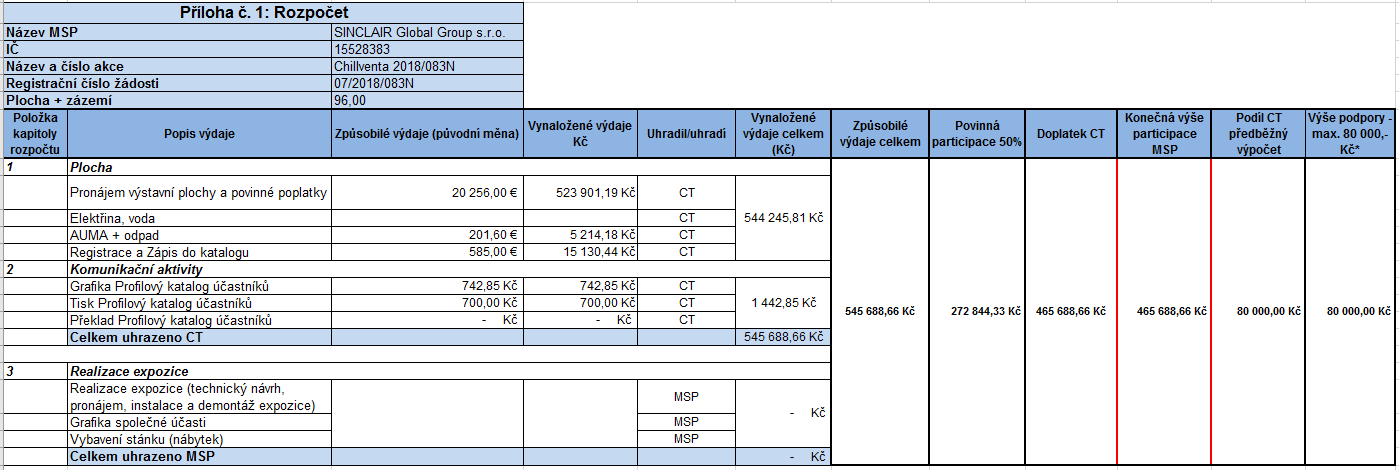 Příloha č. 1: Rozpočet
Název MSP SINCLAIR Global Group s.r.o.
IČ 15528383
Název a číslo akce Chillventa 2018/083N
Registrační číslo žádosti 07/2018/083N
Plocha + zázemí 96,00
Položka kapitoly rozpočtu Popis výdaje Způsobilé výdaje (původní měna) Vynaložené výdaje Kč Uhradil/uhradí Vynaložené výdaje celkem (Kč) Způsobilé výdaje celkem Povinná participace 50% Doplatek CT Konečná výše participace MSP Podíl CT předběžný výpočet Výše podpory - max. 80 000,- Kč*
1 Plocha
Pronájem výstavní plochy a povinné poplatky 20 256,00 € 523 901,19 Kč CT
Elektřina, voda CT 544 245,81 Kč
AUMA + odpad 201,60 € 5 214,18 Kč CT
Registrace a Zápis do katalogu 585,00 € 15 130,44 Kč CT
2 Komunikační aktivity
Grafika Profilový katalog účastníků 742,85 Kč 742,85 Kč CT
Tisk Profilový katalog účastníků 700,00 Kč 700,00 Kč CT 1 442,85 Kč 545 688,66 Kč 272 844,33 Kč 465 688,66 Kč 465 688,66 Kč 80 000,00 Kč 80 000,00 Kč
Překlad Profilový katalog účastníků - Kč - Kč CT
Celkem uhrazeno CT 545 688,66 Kč
3 Realizace expozice
Realizace expozice (technický návrh, pronájem, instalace a demontáž expozice) MSP
Grafika společné účasti MSP - Kč
Vybavení stánku (nábytek) MSP
Celkem uhrazeno MSP - Kč